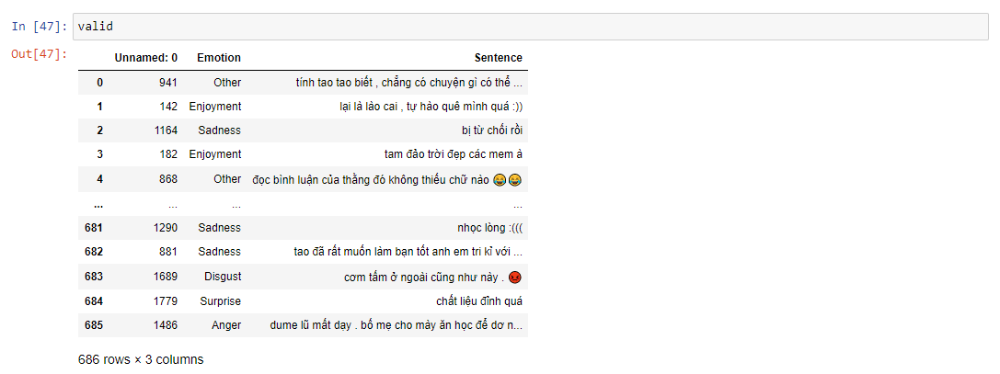 In [47]: valid
Out[47]:
Unnamed: 0 Emotion Sentence
0 941 Other tính tao tao biết , chẳng có chuyện gì có thể ...
1 142 Enjoyment lại là lào cai , tự hào quê mình quá :))
2 1164 Sadness bị từ chối rồi
3 182 Enjoyment tam đảo trời đẹp các mem à
4 868 Other đọc bình luận của thằng đó không thiếu chữ nào 😂😂
... ... ... ...
681 1290 Sadness nhọc lòng :(((
682 881 Sadness tao đã rất muốn làm bạn tốt anh em tri kỉ với ...
683 1689 Disgust cơm tấm ở ngoài cũng như này . 😡
684 1779 Surprise chất liệu đỉnh quá
685 1486 Anger dume lũ mất dạy . bố mẹ cho mày ăn học để dơ n...
686 rows × 3 columns